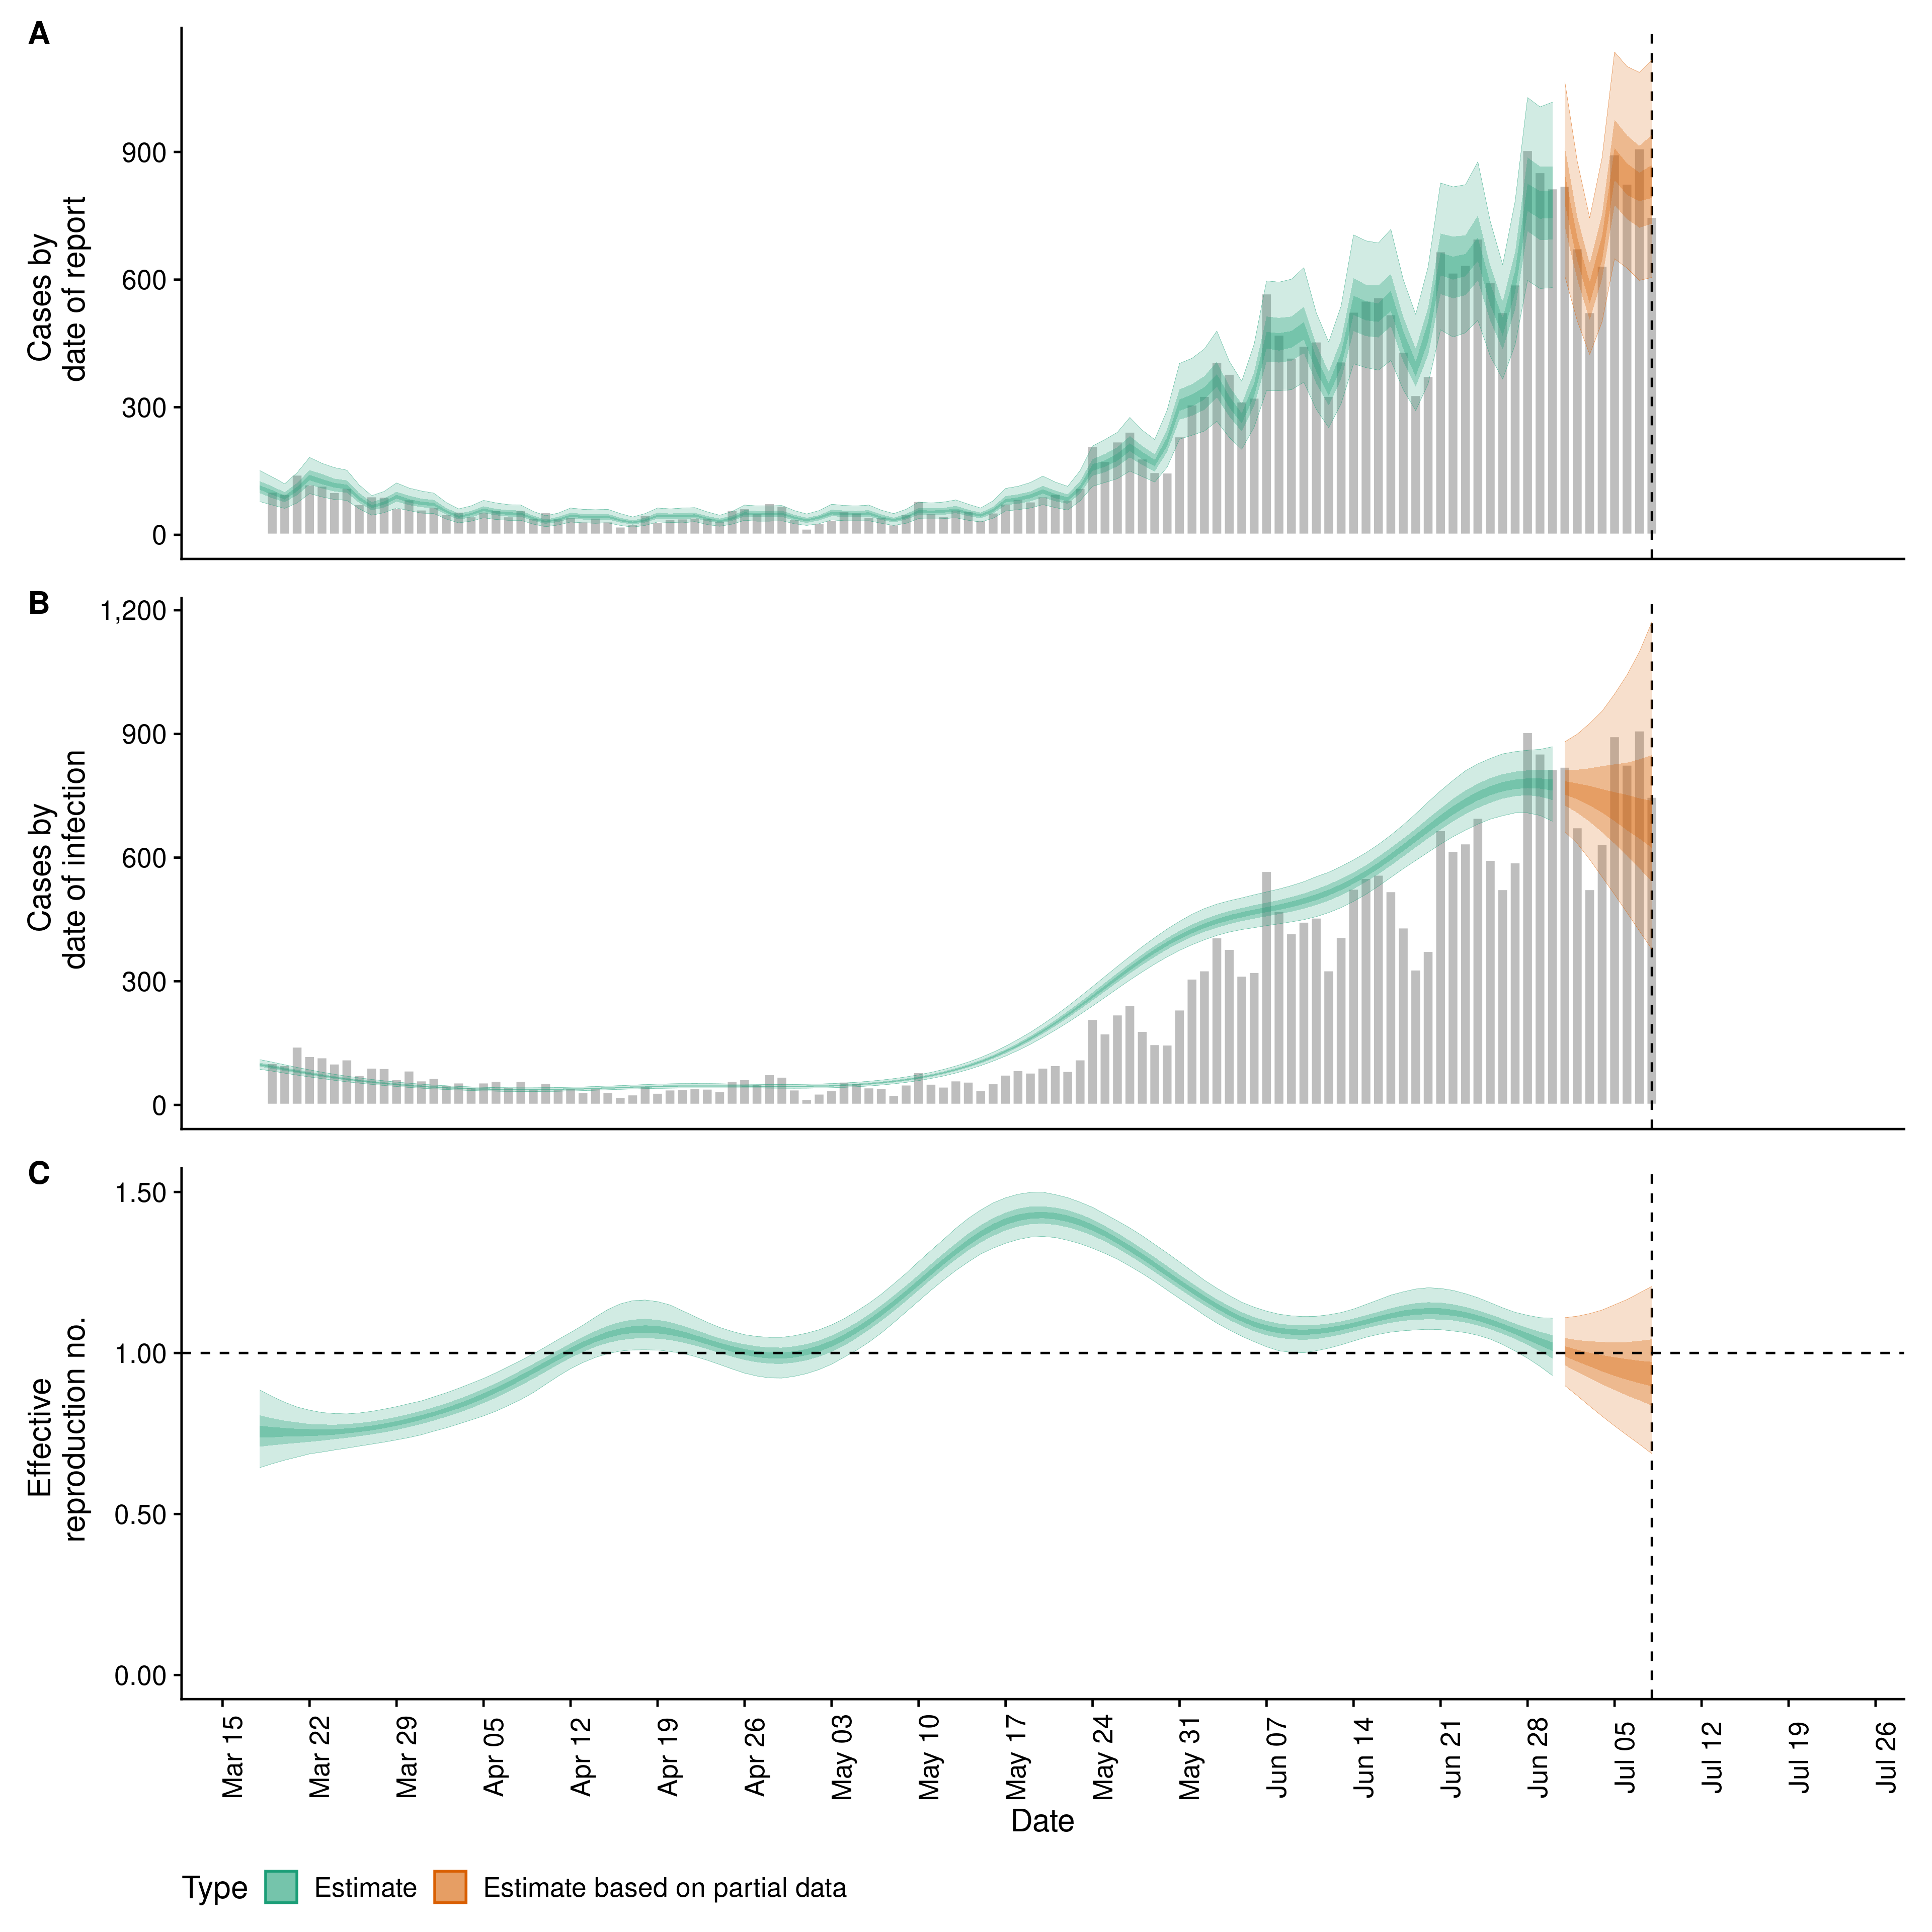 A
Cases by
date of report
900
600
300
0
B
Cases by
date of infection
1,200
900
600
300
0
C
Effective
reproduction no.
1.50
1.00
0.50
0.00
Mar 15
Mar 22
Mar 29
Apr 05
Apr 12
Apr 19
Apr 26
May 03
May 10
May 17
May 24
May 31
Jun 07
Jun 14
Jun 21
Jun 28
Jul 05
Jul 12
Jul 19
Jul 26
Date
Type Estimate Estimate based on partial data